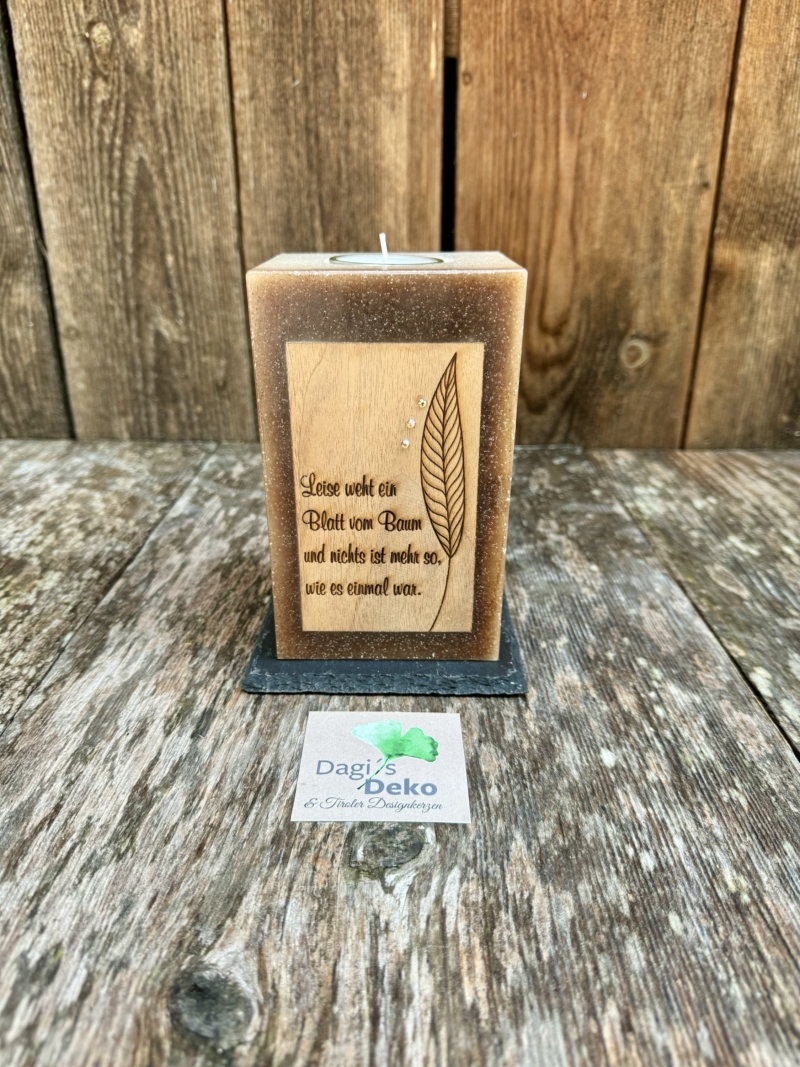 Leise weht ein
Blatt vom Baum
und nichts ist mehr so,
wie es einmal war.
Dagi´s
Deko
& Tiroler Designkerzen